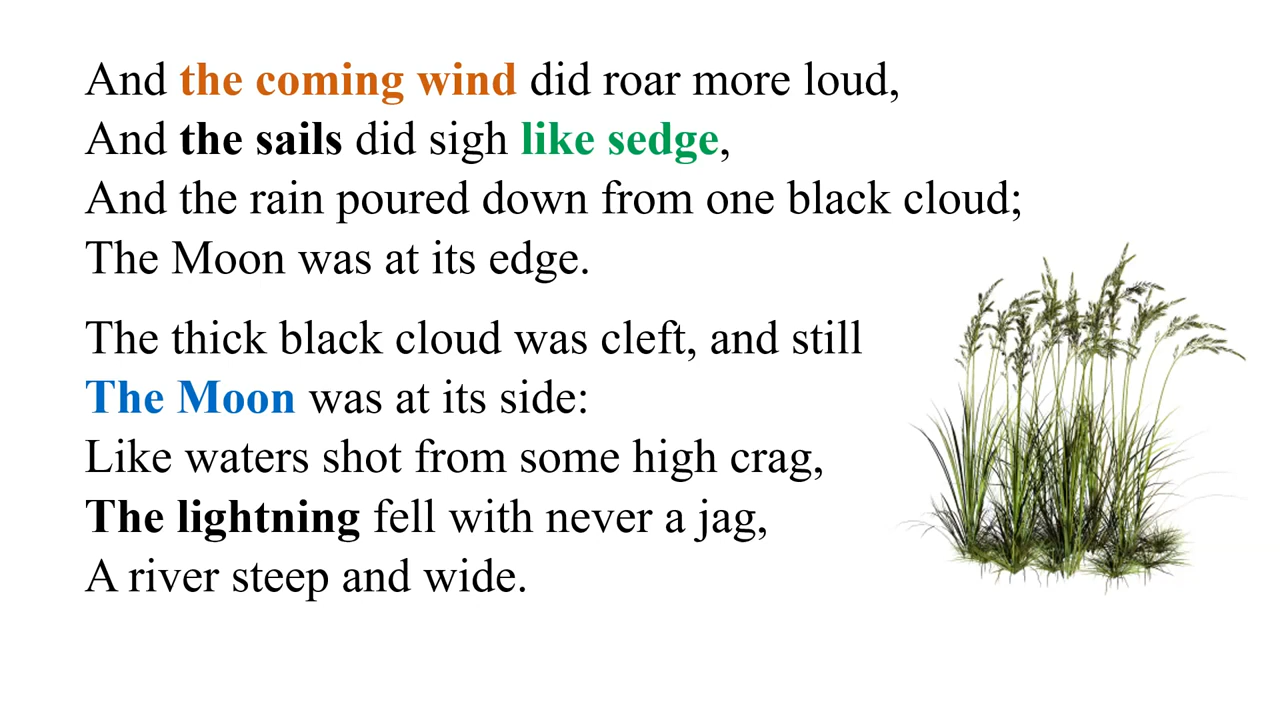 And the coming wind did roar more loud,
And the sails did sigh like sedge,
And the rain poured down from one black cloud;
The Moon was at its edge.
The thick black cloud was cleft, and still
The Moon was at its side:
Like waters shot from some high crag,
The lightning fell with never a jag,
A river steep and wide.